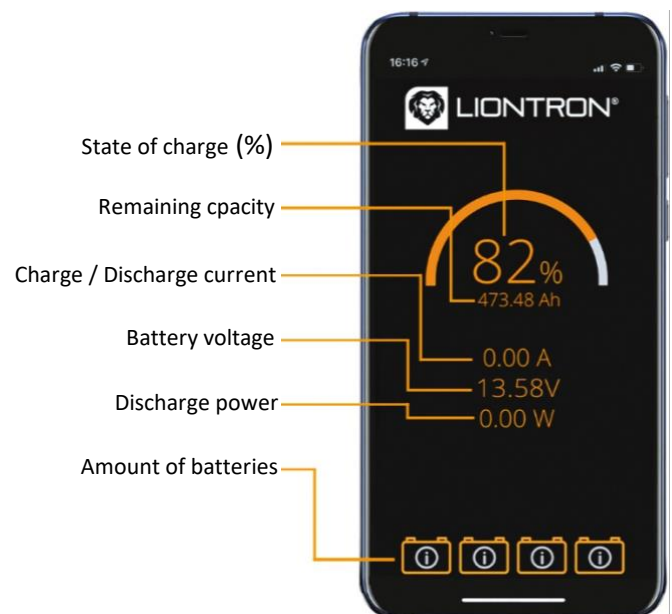 16:16
LIONTRON®
State of charge (%)
82%
Remaining cpacity
473.48 Ah
Charge / Discharge current
0.00 A
Battery voltage
13.58V
Discharge power
0.00 W
Amount of batteries
i i i i